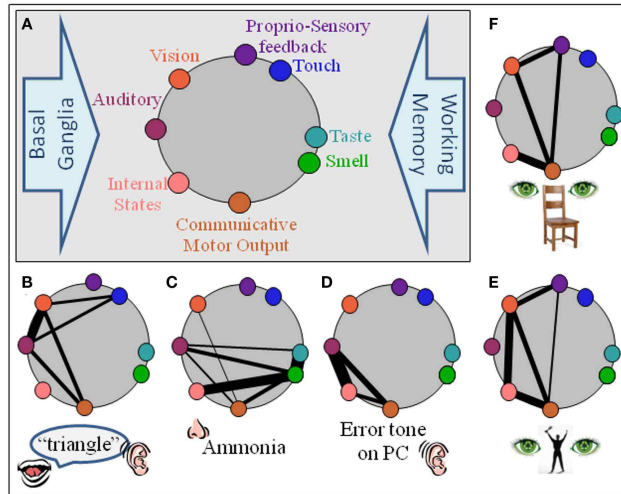 A
Proprio-Sensory
feedback
Vision
Touch
Auditory
Basal
Ganglia
Working
Memory
Taste
Smell
Internal
States
Communicative
Motor Output
F
B
C
D
E
“triangle”
Ammonia
Error tone
on PC